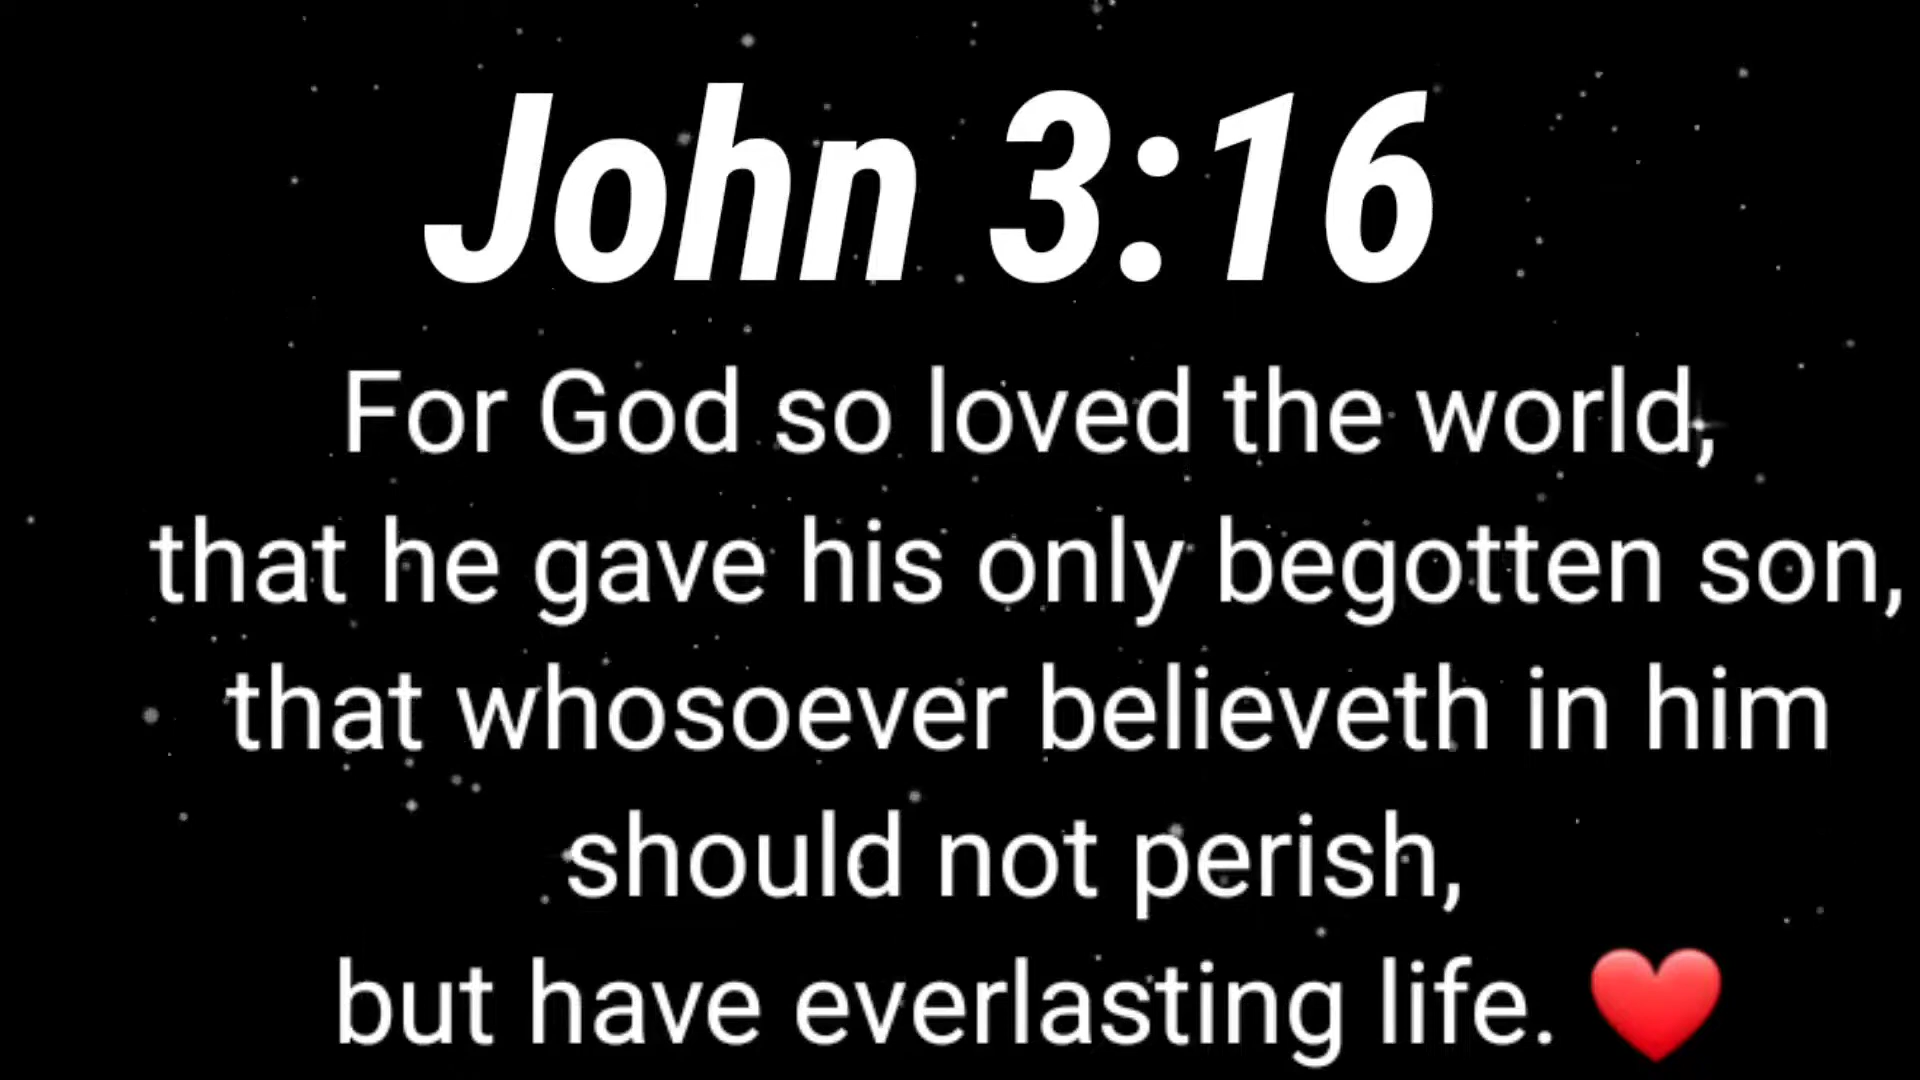 John 3:16
For God so loved the world,
that he gave his only begotten son,
that whosoever believeth in him
should not perish,
but have everlasting life. ❤️